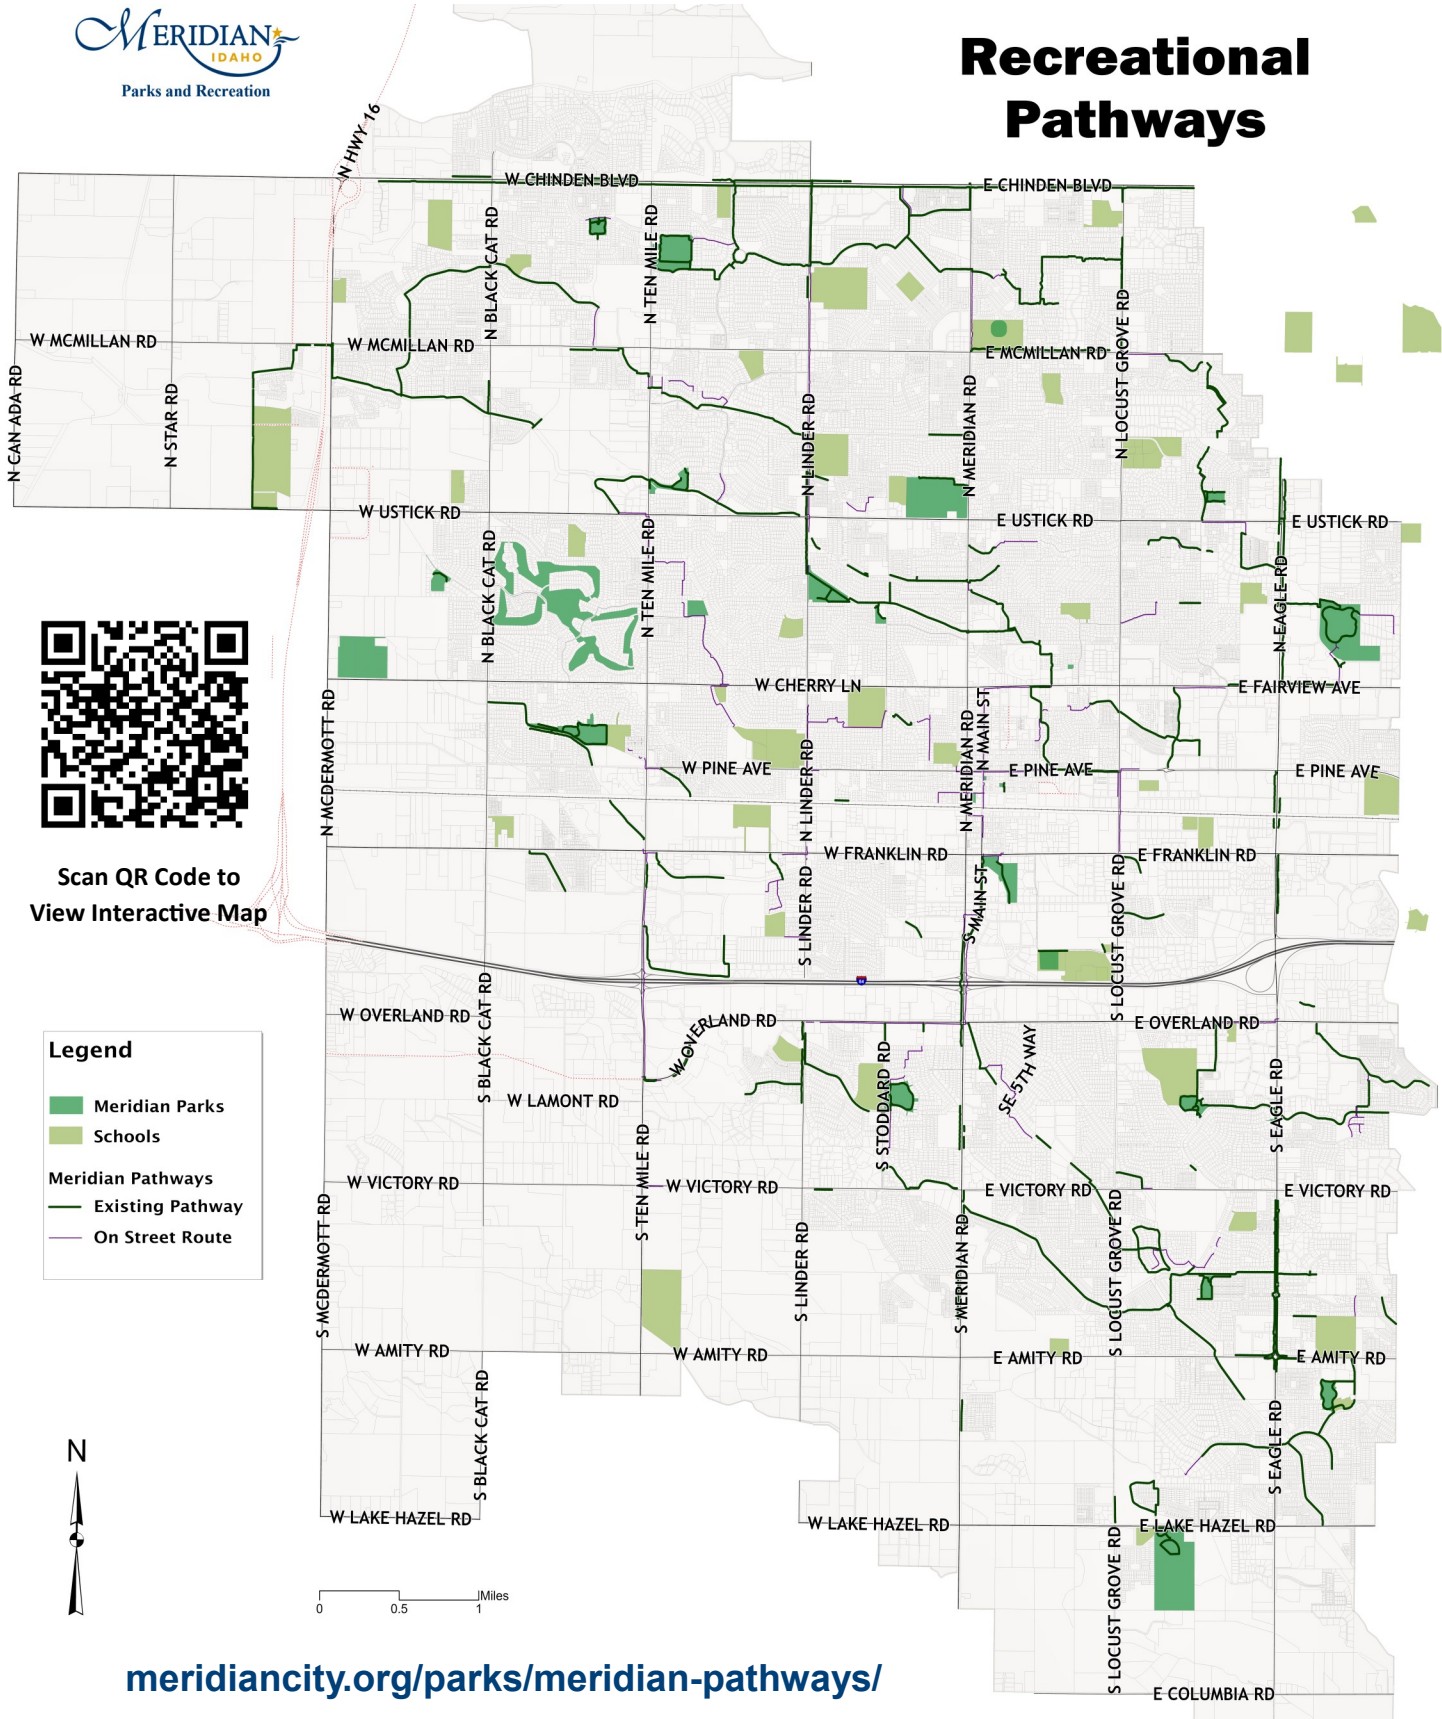 MERIDIAN
IDAHO
Parks and Recreation
Recreational
Pathways
N HWY 16
W CHINDEN BLVD
E CHINDEN BLVD
N BLACK CAT RD
N TEN MILE RD
N LOCUST GROVE RD
W MCMILLAN RD
W MCMILLAN RD
E MCMILLAN RD
N CAN ADA RD
N STAR RD
N LINDER RD
N MERIDIAN RD
W USTICK RD
E USTICK RD
E USTICK RD
N BLACK CAT RD
N TEN MILE RD
N EAGLE RD
W CHERRY LN
E FAIRVIEW AVE
N MCDERMOTT RD
N MAIN ST
N MERIDIAN RD
N LINDER RD
W PINE AVE
E PINE AVE
E PINE AVE
W FRANKLIN RD
E FRANKLIN RD
Scan QR Code to
View Interactive Map
S LINDER RD
S MAIN ST
S LOCUST GROVE RD
S BLACK CAT RD
W OVERLAND RD
W OVERLAND RD
E OVERLAND RD
S STODDARD RD
SE 5TH WAY
S EAGLE RD
W LAMONT RD
Legend
Meridian Parks
Schools
Meridian Pathways
Existing Pathway
On Street Route
S TEN MILE RD
W VICTORY RD
W VICTORY RD
E VICTORY RD
E VICTORY RD
S MCDERMOTT RD
S LINDER RD
S MERIDIAN RD
S LOCUST GROVE RD
W AMITY RD
W AMITY RD
E AMITY RD
E AMITY RD
S BLACK CAT RD
S EAGLE RD
N
W LAKE HAZEL RD
W LAKE HAZEL RD
E LAKE HAZEL RD
S LOCUST GROVE RD
Miles
0 0.5 1
meridiancity.org/parks/meridian-pathways/
E COLUMBIA RD